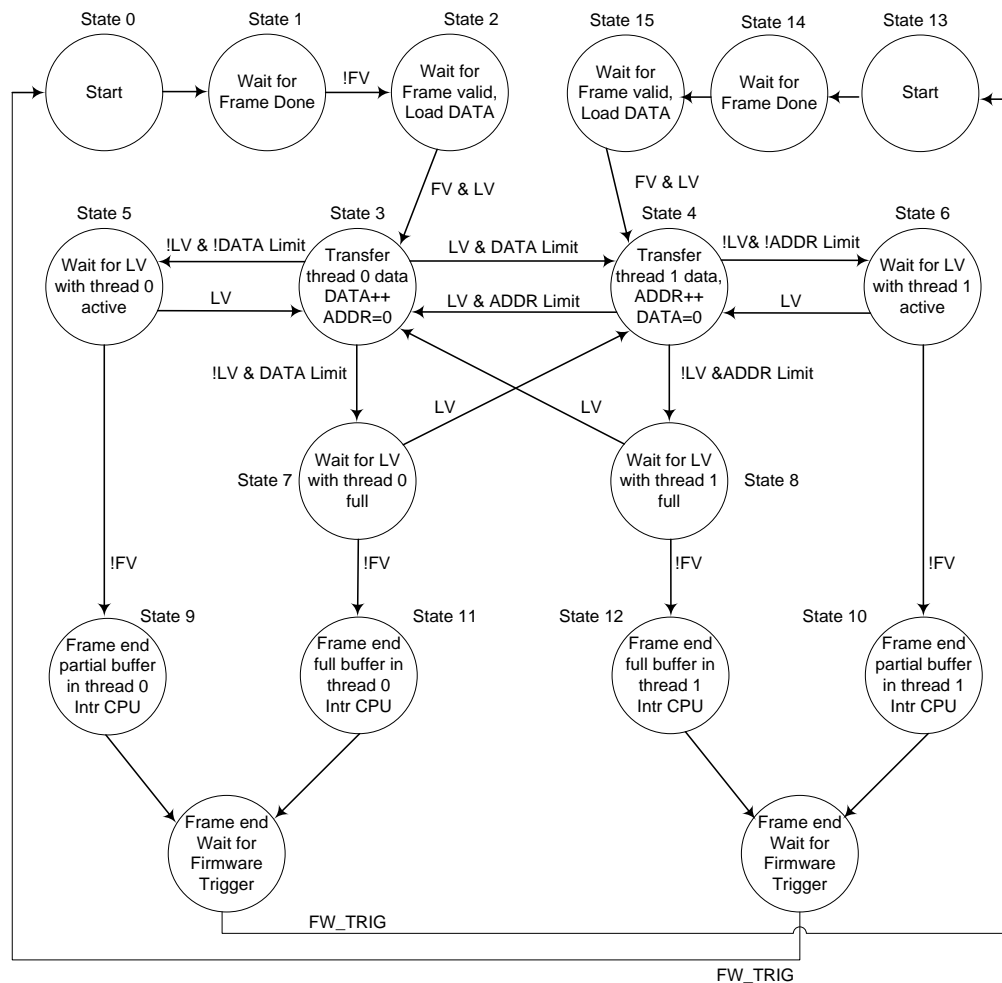 State 0
State 1
State 2
State 15
State 14
State 13
Start
Wait for
Frame Done
!FV
Wait for
Frame valid,
Load DATA
Wait for
Frame valid,
Load DATA
Wait for
Frame Done
Start
FV & LV
FV & LV
State 5
State 3
State 4
State 6
Wait for LV
with thread 0
active
!LV & !DATA Limit
LV
Transfer
thread 0 data
DATA++
ADDR=0
LV & DATA Limit
LV & ADDR Limit
Transfer
thread 1 data,
ADDR++
DATA=0
!LV& !ADDR Limit
LV
Wait for LV
with thread 1
active
!LV & DATA Limit
!LV &ADDR Limit
LV
LV
State 7
Wait for LV
with thread 0
full
Wait for LV
with thread 1
full
State 8
!FV
!FV
!FV
!FV
State 9
State 11
State 12
State 10
Frame end
partial buffer
in thread 0
Intr CPU
Frame end
full buffer in
thread 0
Intr CPU
Frame end
full buffer in
thread 1
Intr CPU
Frame end
partial buffer
in thread 1
Intr CPU
Frame end
Wait for
Firmware
Trigger
Frame end
Wait for
Firmware
Trigger
FW_TRIG
FW_TRIG